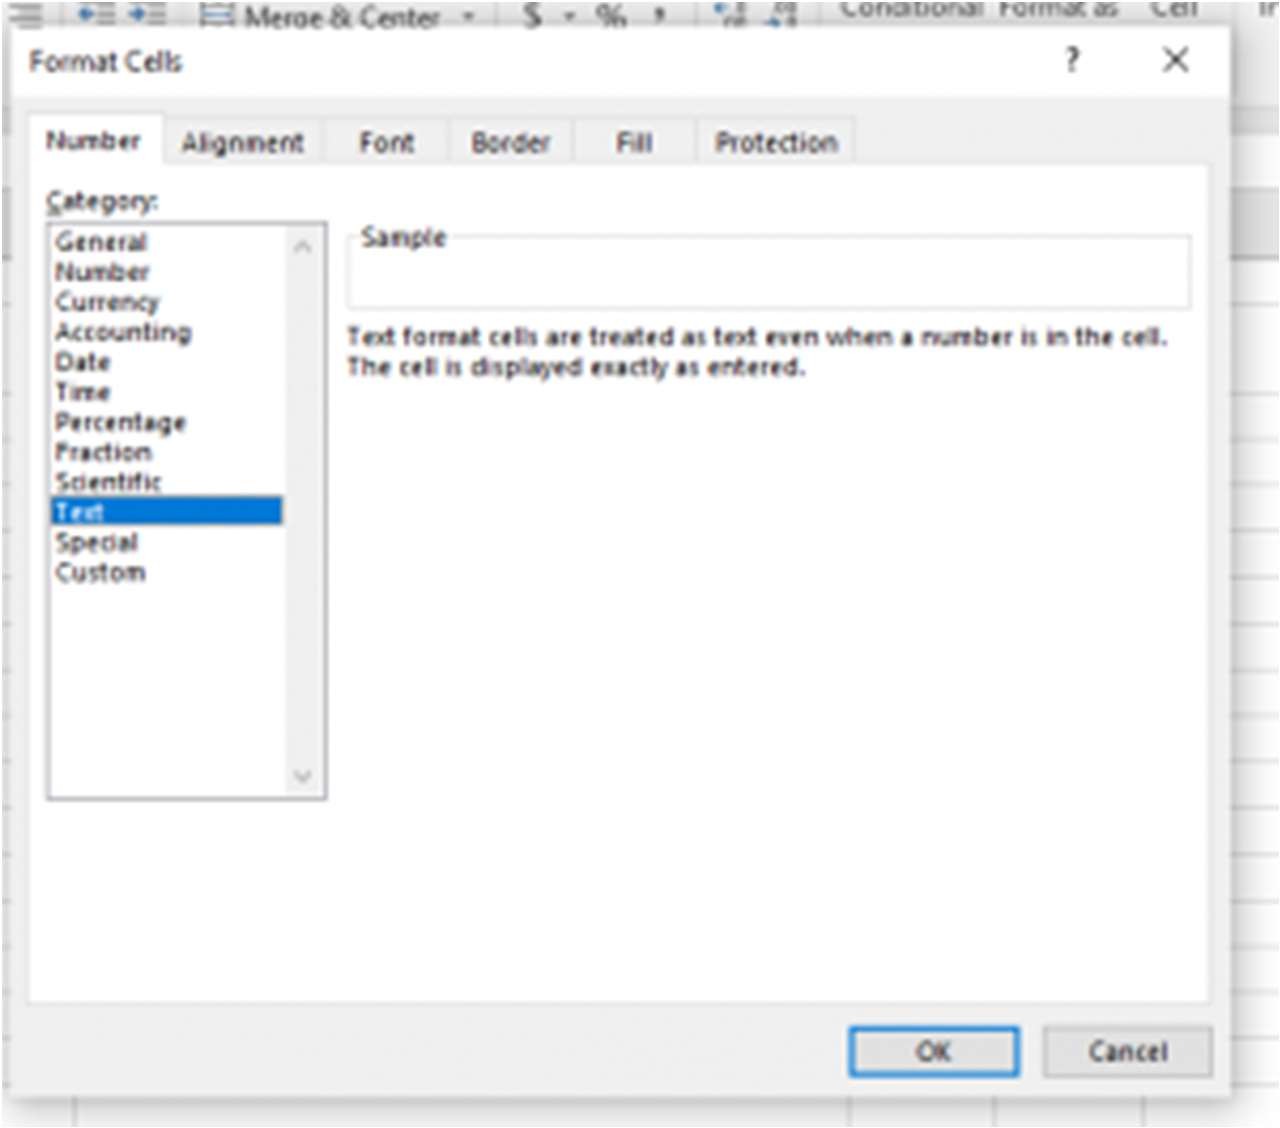 Merge & Center $ % , Conditional Format as Cell
Format Cells ?
Number Alignment Font Border Fill Protection
Category:
General
Number
Currency
Accounting
Date
Time
Percentage
Fraction
Scientific
Text
Special
Custom
Sample
Text format cells are treated as text even when a number is in the cell.
The cell is displayed exactly as entered.
OK Cancel